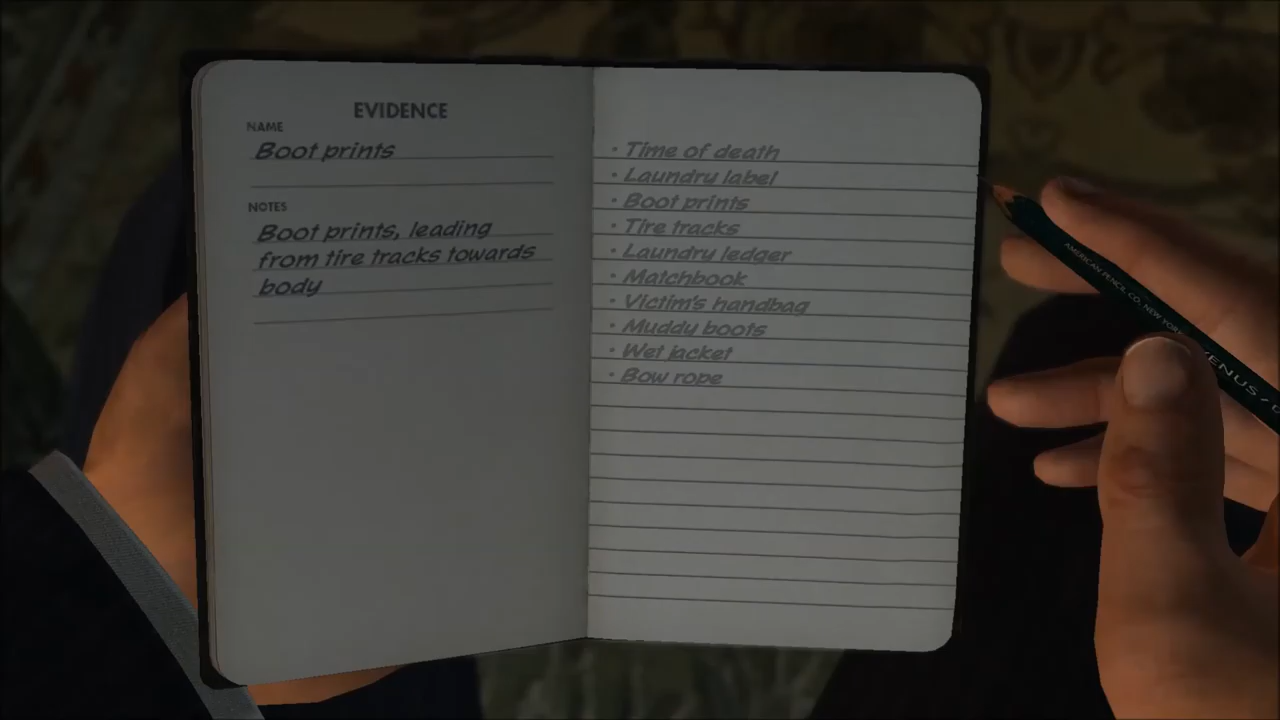 EVIDENCE
NAME
Boot prints
NOTES
Boot prints, leading
from tire tracks towards
body
• Time of death
• Laundry label
• Boot prints
• Tire tracks
• Laundry ledger
• Matchbook
• Victim's handbag
• Muddy boots
• Wet jacket
• Bow rope
AMERICAN PENCIL CO. NEW YORK
VENUS /